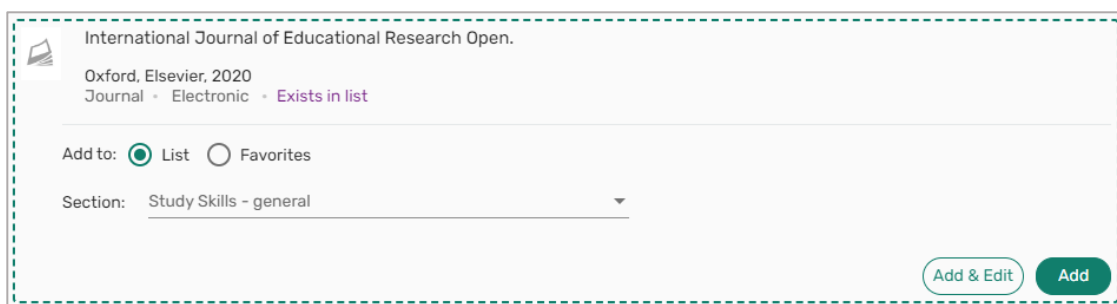 International Journal of Educational Research Open.
Oxford, Elsevier, 2020
Journal • Electronic • Exists in list
Add to: List Favorites
Section: Study Skills - general
Add & Edit Add